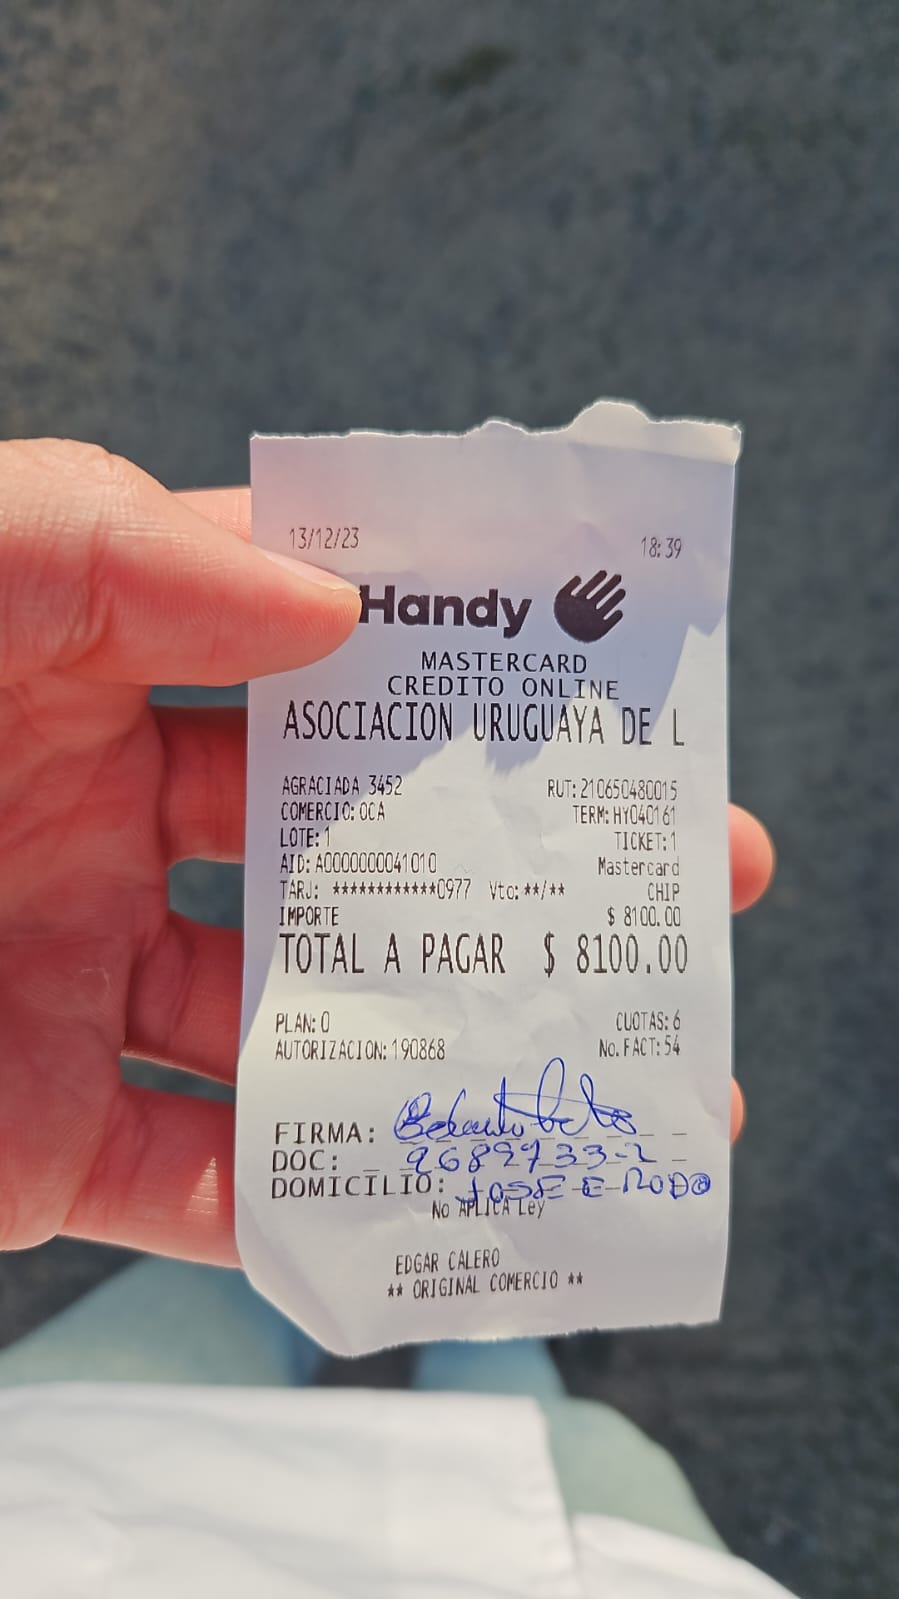 13/12/23 18:39
Handy
MASTERCARD
CREDITO ONLINE
ASOCIACION URUGUAYA DE L
AGRACIADA 3452 RUT: 210650480015
COMERCIO: OCA TERM: HY040161
LOTE: 1 TICKET: 1
AID: A0000000041010 Mastercard
TARJ: ************0977 Vto: **/** CHIP
IMPORTE $ 8100.00
TOTAL A PAGAR $ 8100.00
PLAN: 0 CUOTAS: 6
AUTORIZACION: 190868 No. FACT: 54
FIRMA:
DOC:
DOMICILIO: JOSE E RODO
No APLICA Ley
EDGAR CALERO
** ORIGINAL COMERCIO **